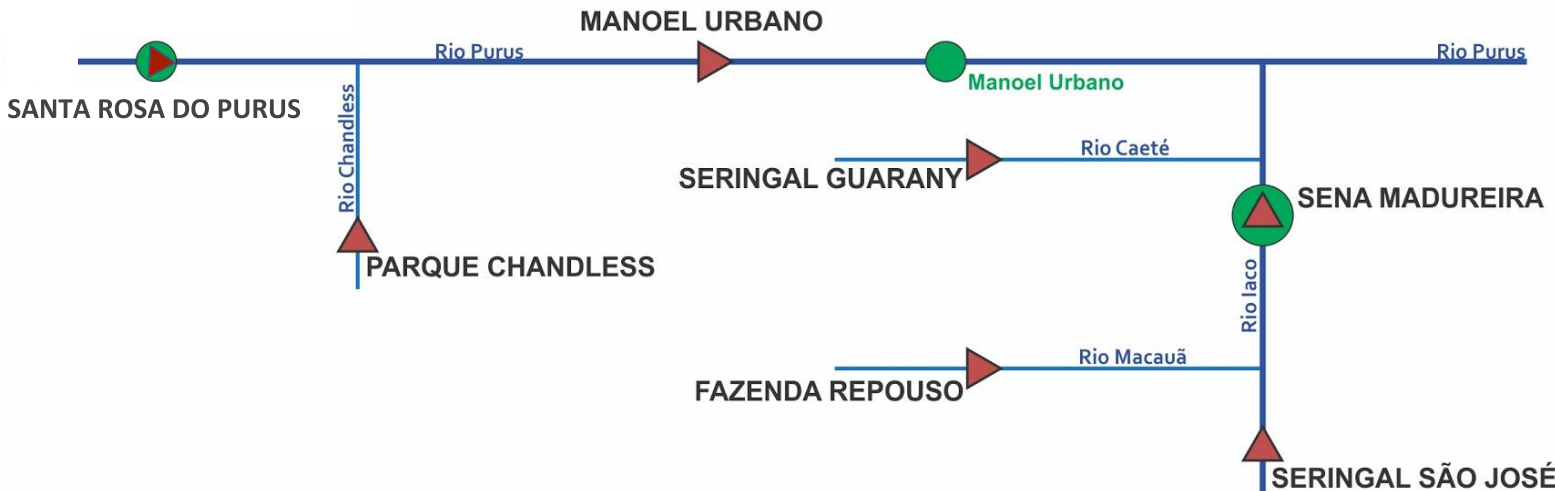 MANOEL URBANO
Rio Purus
Rio Purus
Manoel Urbano
SANTA ROSA DO PURUS
Rio Chandless
Rio Caeté
SERINGAL GUARANY
SENA MADUREIRA
PARQUE CHANDLESS
Rio Iaco
Rio Macauã
FAZENDA REPOUSO
SERINGAL SÃO JOSÉ